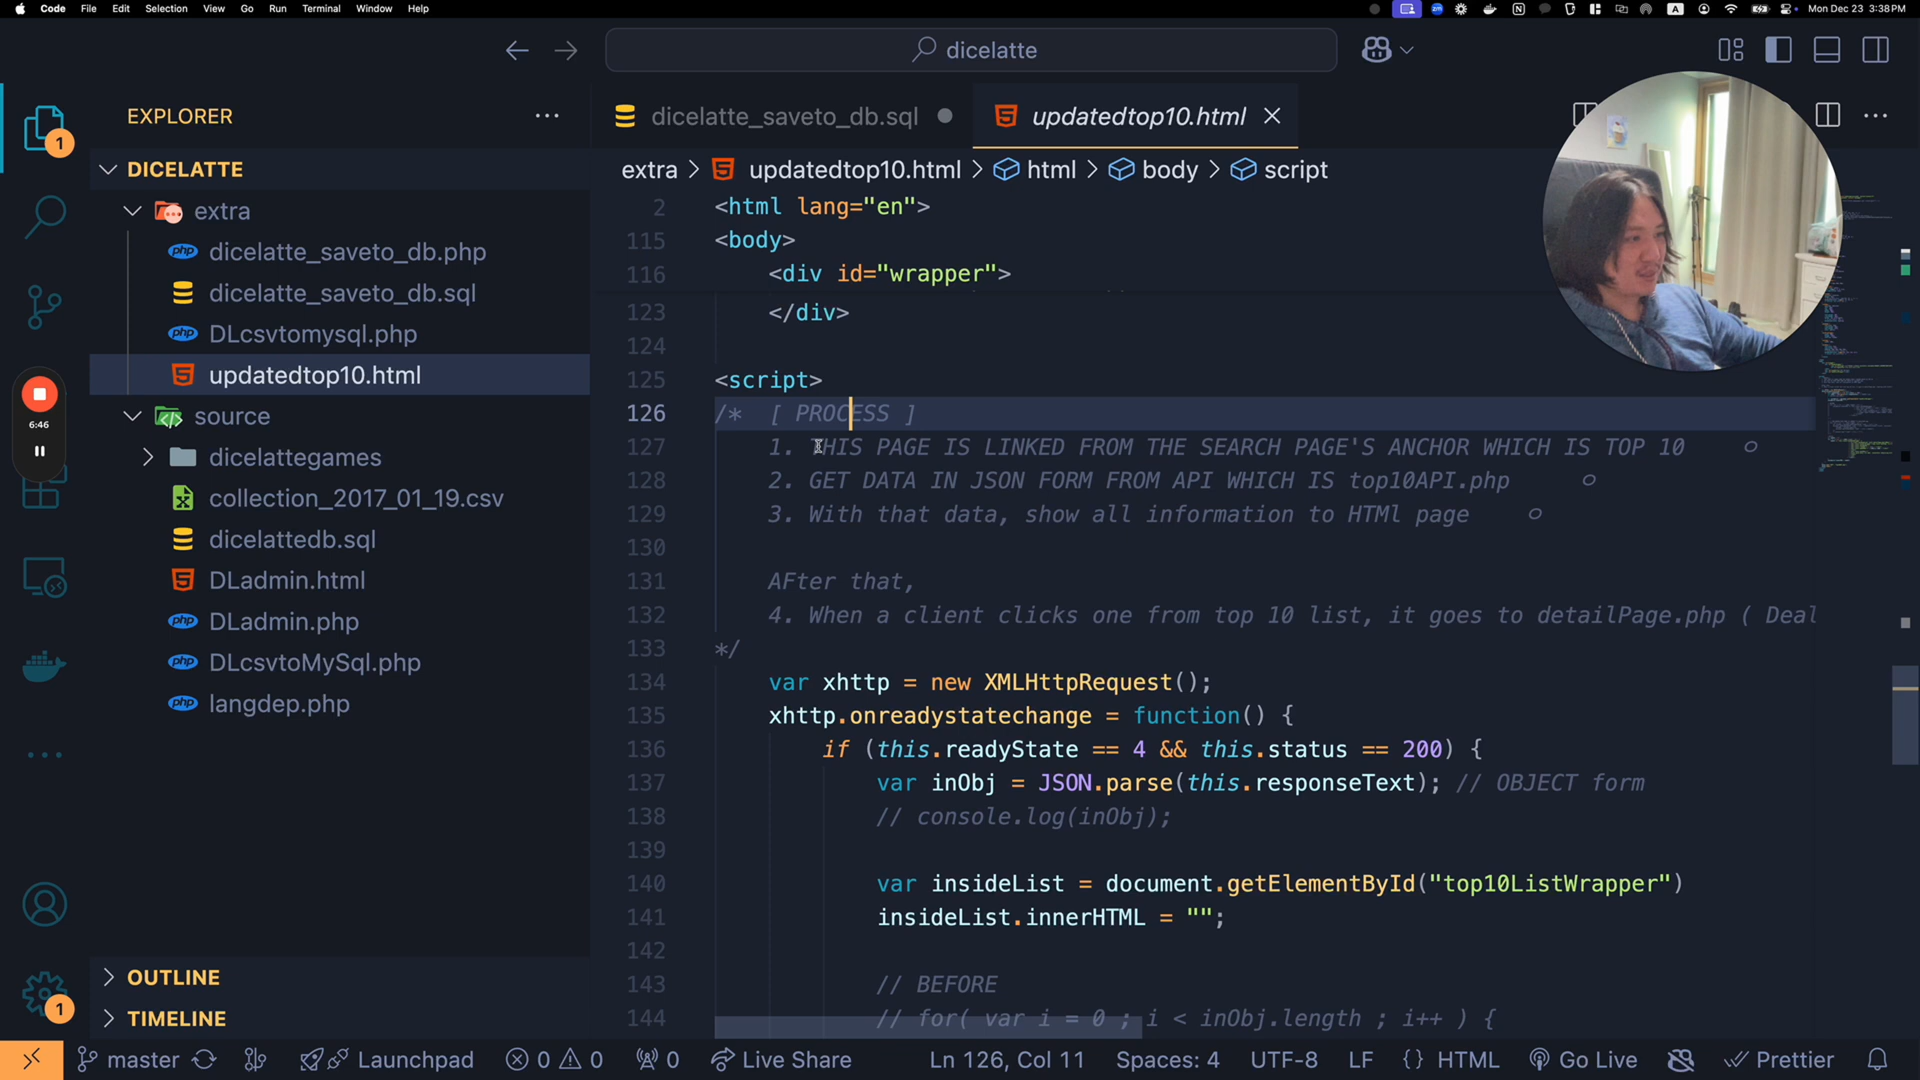 Code File Edit Selection View Go Run Terminal Window Help
zm
A
Mon Dec 23 3:38 PM
dicelatte
EXPLORER
1
DICELATTE
extra
dicelatte_saveto_db.php
dicelatte_saveto_db.sql
DLcsvtomysql.php
updatedtop10.html
source
dicelattegames
collection_2017_01_19.csv
dicelattedb.sql
DLadmin.html
DLadmin.php
DLcsvtoMySql.php
langdep.php
OUTLINE
TIMELINE
6:46
1
dicelatte_saveto_db.sql
updatedtop10.html
extra > updatedtop10.html > html > body > script
2 <html lang="en">
115 <body>
116 <div id="wrapper">
123 </div>
124
125 <script>
126 /* [ PROCESS ]
127 1. THIS PAGE IS LINKED FROM THE SEARCH PAGE'S ANCHOR WHICH IS TOP 10 ○
128 2. GET DATA IN JSON FORM FROM API WHICH IS top10API.php ○
129 3. With that data, show all information to HTMl page ○
130
131 AFter that,
132 4. When a client clicks one from top 10 list, it goes to detailPage.php ( Deal
133 */
134 var xhttp = new XMLHttpRequest();
135 xhttp.onreadystatechange = function() {
136 if (this.readyState == 4 && this.status == 200) {
137 var inObj = JSON.parse(this.responseText); // OBJECT form
138 // console.log(inObj);
139
140 var insideList = document.getElementById("top10ListWrapper")
141 insideList.innerHTML = "";
142
143 // BEFORE
144 // for( var i = 0 ; i < inObj.length ; i++ ) {
master
Launchpad
0 0
0
Live Share
Ln 126, Col 11
Spaces: 4
UTF-8
LF
{} HTML
Go Live
Prettier